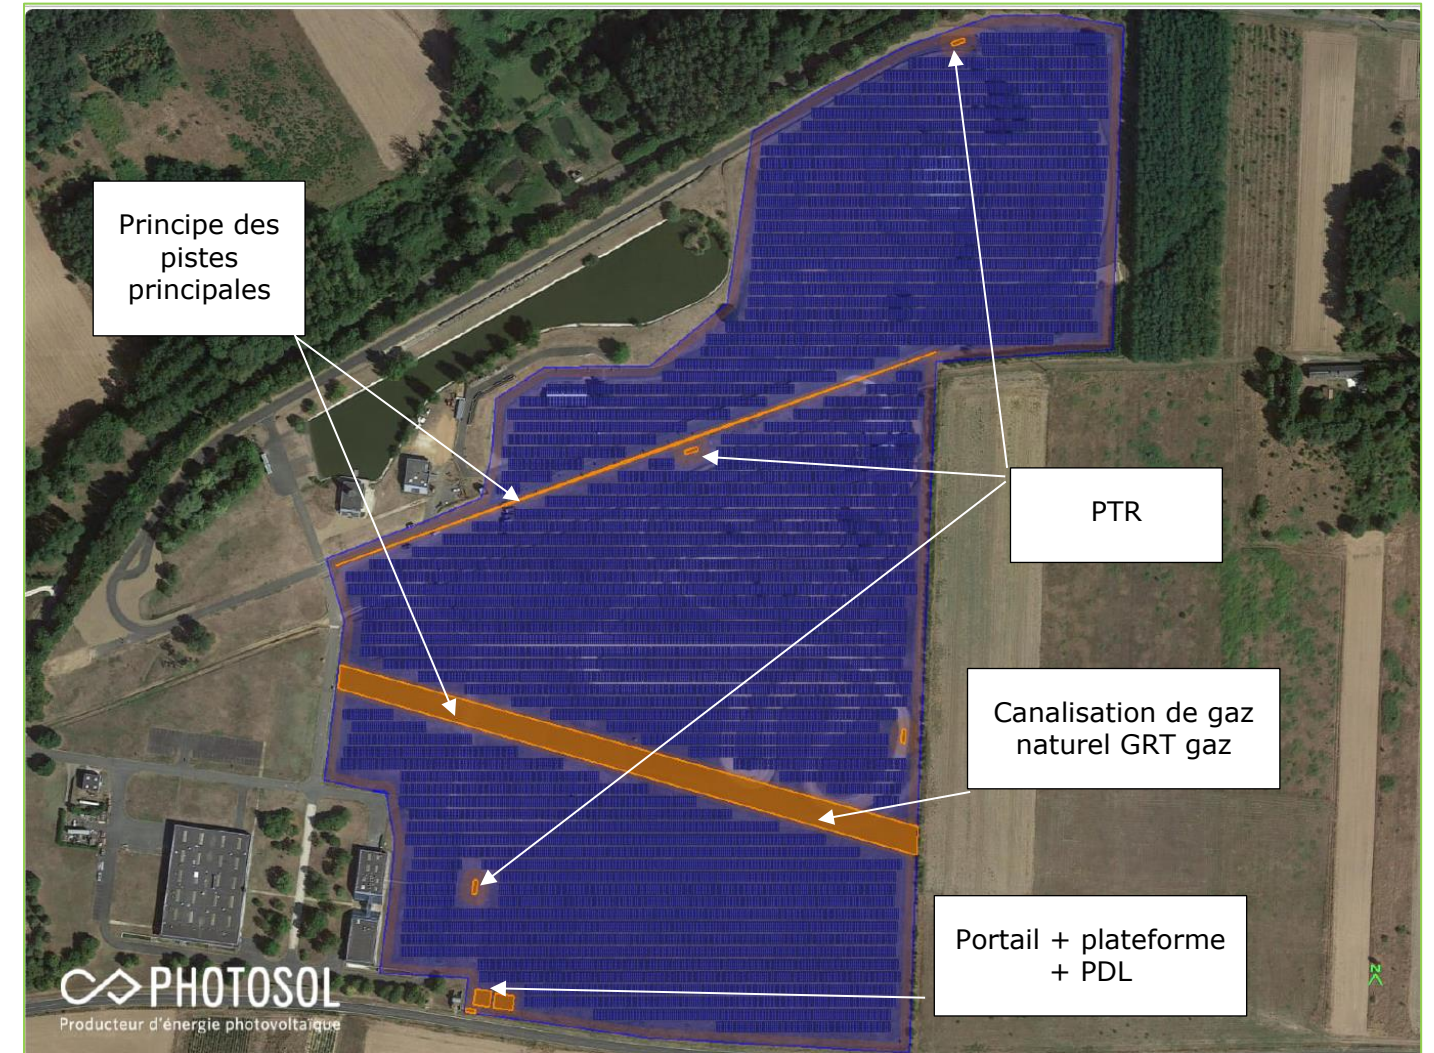 Principe des
pistes
principales
PTR
Canalisation de gaz
naturel GRT gaz
Portail + plateforme
+ PDL
PHOTOSOL
Producteur d'énergie photovoltaïque
N